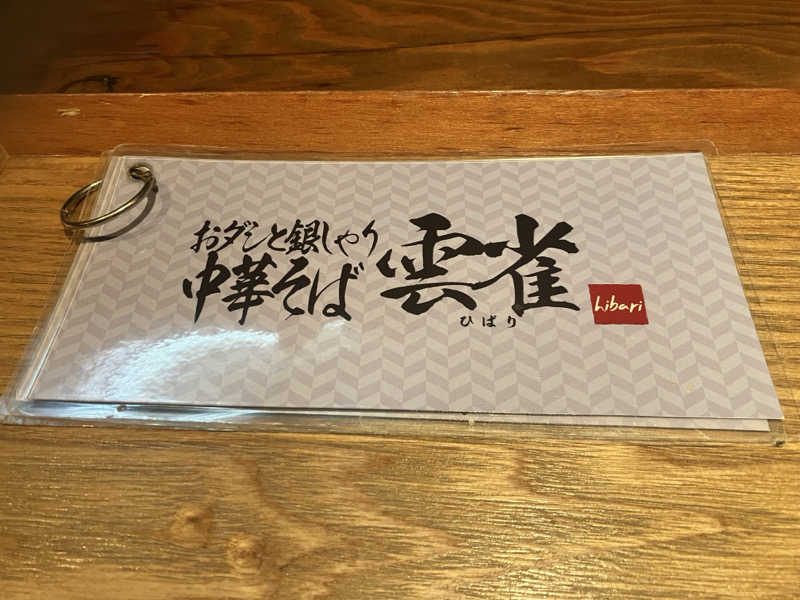 おダシと銀しゃり
中華そば
雲雀
ひばり
hibari